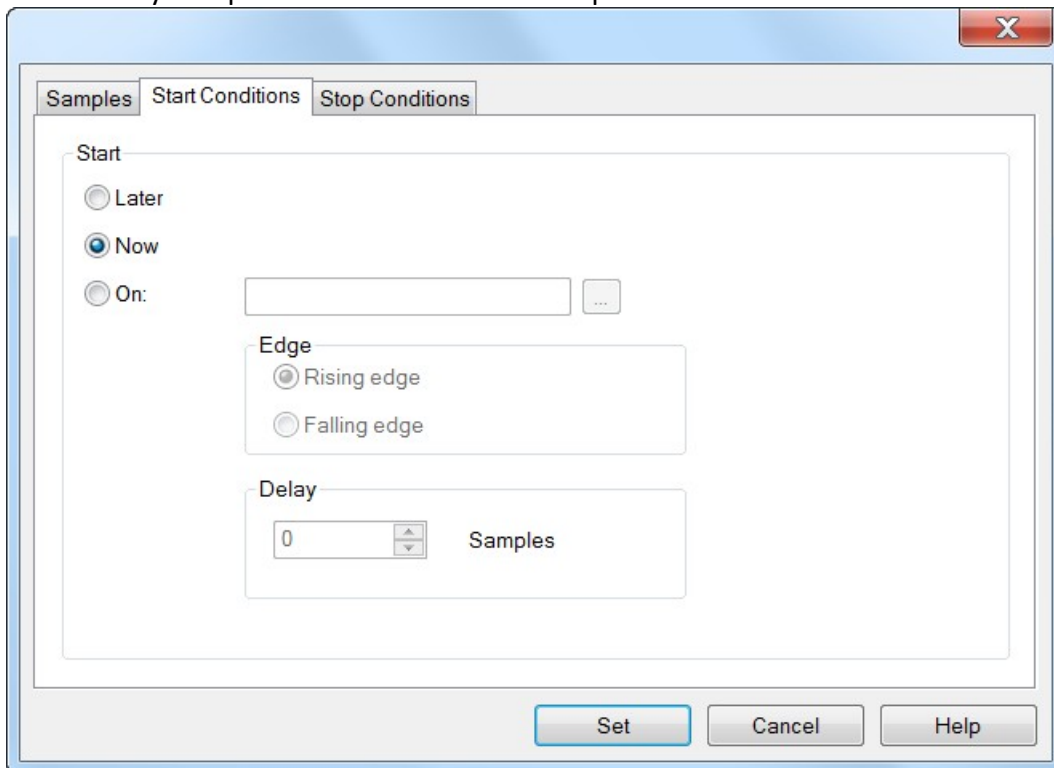 Samples Start Conditions Stop Conditions
Start
Later
Now
On:
...
Edge
Rising edge
Falling edge
Delay
0 Samples
Set Cancel Help